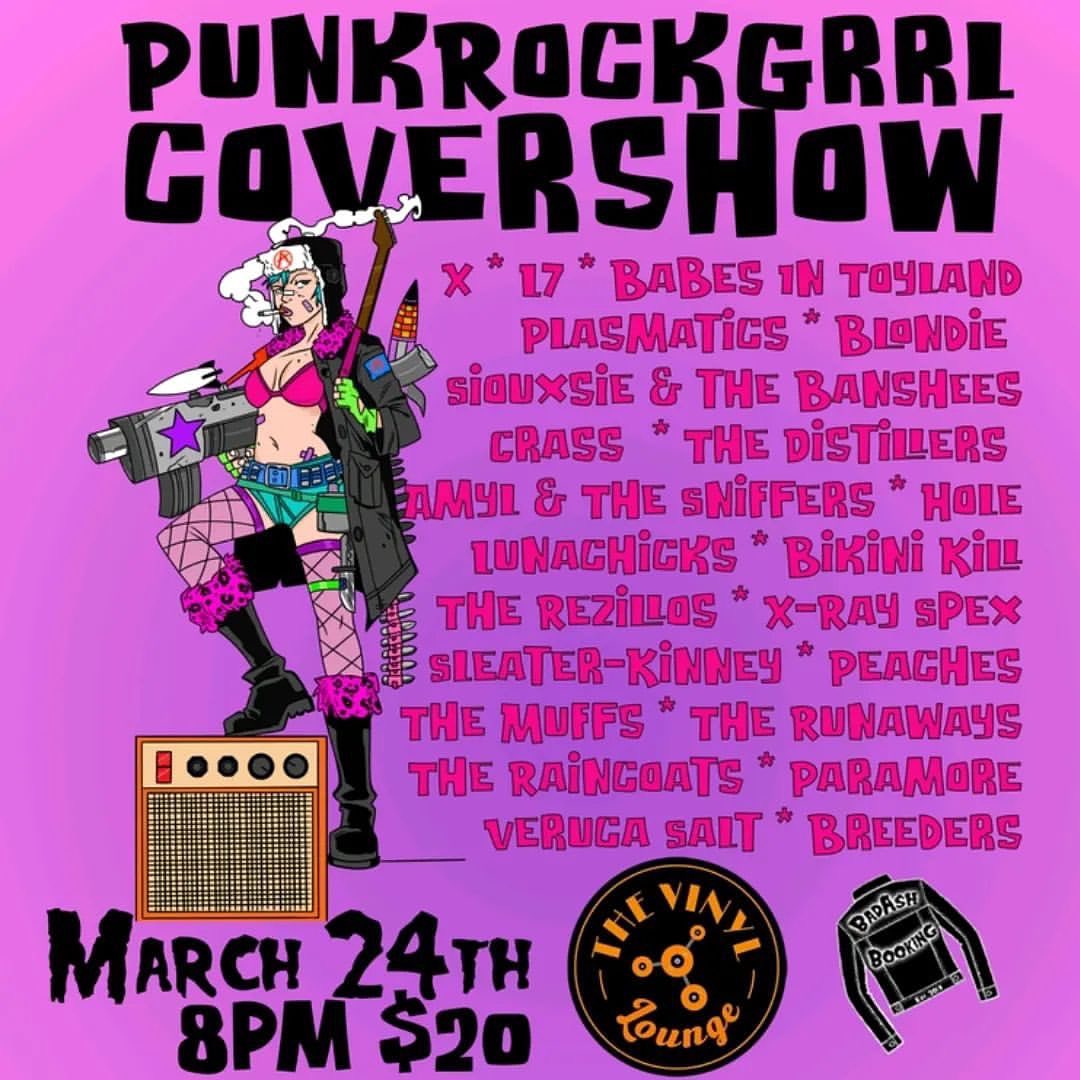 PUNKROCKGRRL
COVERSHOW
X * L7 * BABES IN TOYLAND
PLASMATICS * BLONDIE
SIOUXSIE & THE BANSHEES
CRASS * THE DISTILLERS
AMYL & THE SNIFFERS * HOLE
LUNACHICKS * BIKINI KILL
THE REZILLOS * X-RAY SPEX
SLEATER-KINNEY * PEACHES
THE MUFFS * THE RUNAWAYS
THE RAINCOATS * PARAMORE
VERUCA SALT * BREEDERS
MARCH 24TH
8PM $20
THE VINYL
Lounge
BADASH
BOOKING